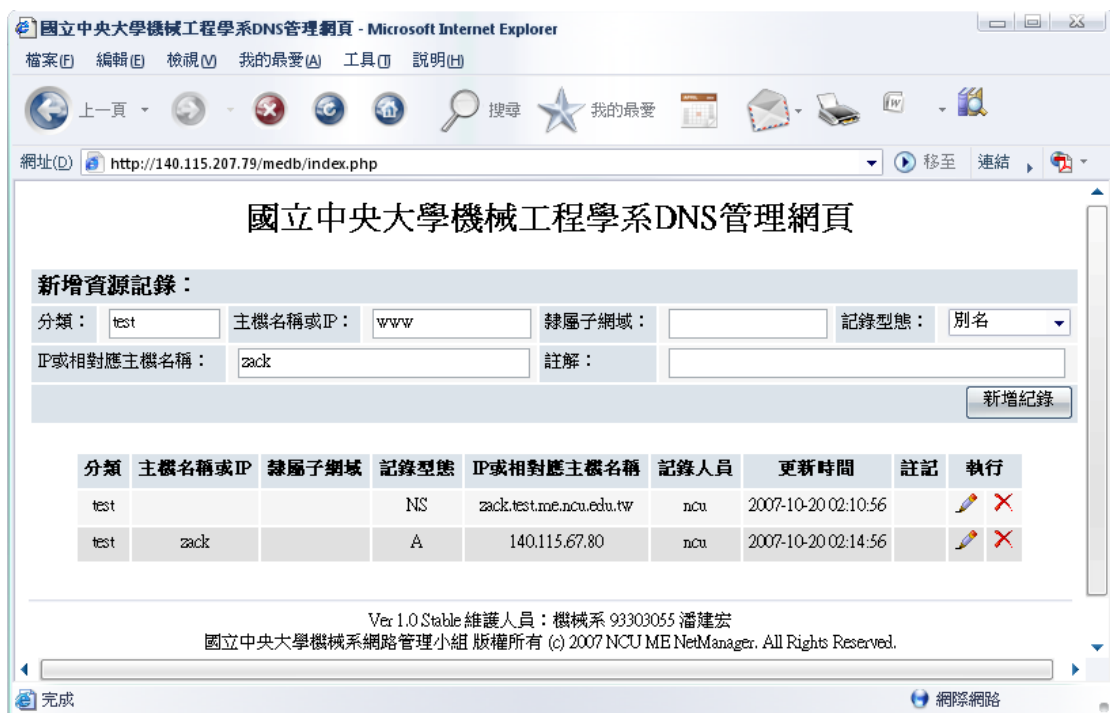 國立中央大學機械工程學系DNS管理網頁 - Microsoft Internet Explorer
檔案(F) 編輯(E) 檢視(V) 我的最愛(A) 工具(T) 說明(H)
上一頁 搜尋 我的最愛
網址(D) http://140.115.207.79/medb/index.php 移至 連結
國立中央大學機械工程學系DNS管理網頁
新增資源記錄：
分類： test 主機名稱或IP： www 隸屬子網域： 記錄型態： 別名
IP或相對應主機名稱： zack 註解：
新增紀錄
分類 主機名稱或IP 隸屬子網域 記錄型態 IP或相對應主機名稱 記錄人員 更新時間 註記 執行
test NS zack.test.me.ncu.edu.tw ncu 2007-10-20 02:10:56
test zack A 140.115.67.80 ncu 2007-10-20 02:14:56
Ver 1.0 Stable 維護人員：機械系 93303055 潘建宏
國立中央大學機械系網路管理小組 版權所有 (c) 2007 NCU ME NetManager. All Rights Reserved.
完成 網際網路